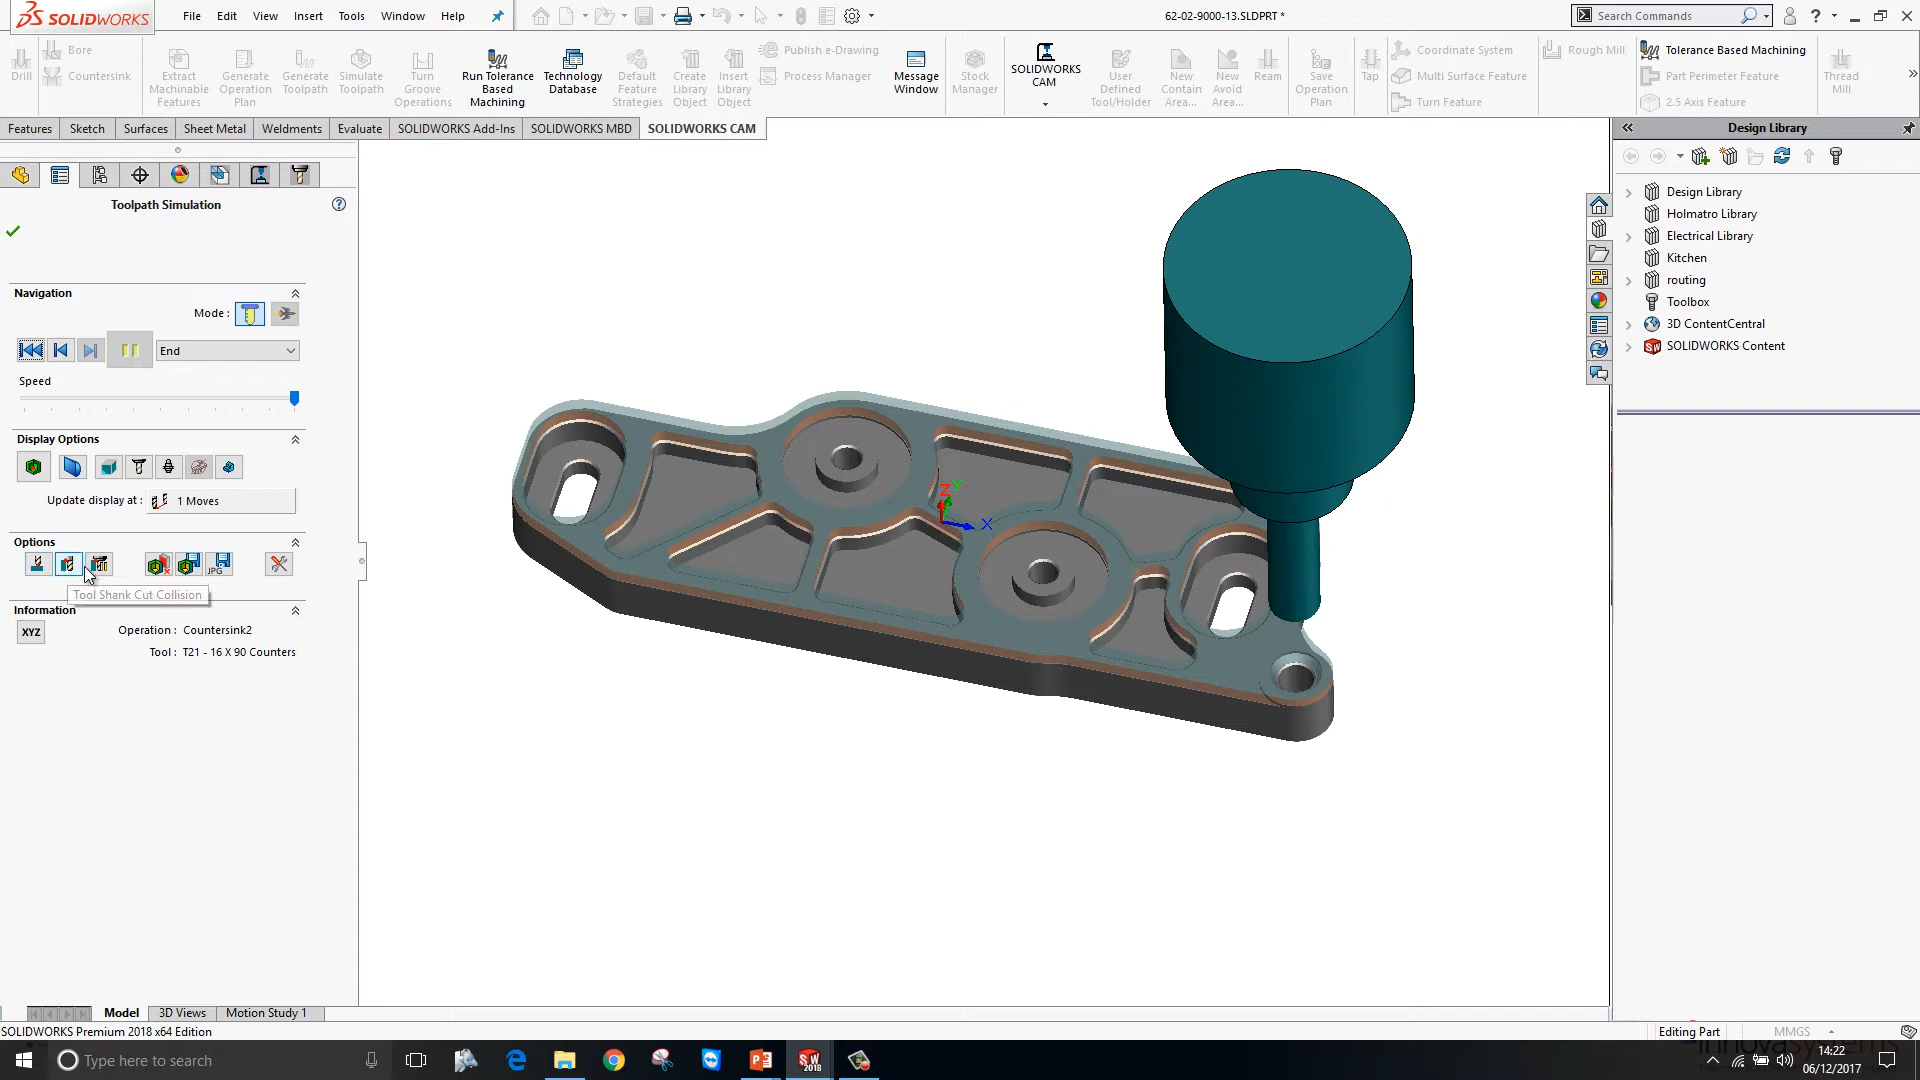 SOLIDWORKS File Edit View Insert Tools Window Help 62-02-9000-13.SLDPRT * Search Commands ?
Drill Bore Countersink Extract Machinable Features Generate Operation Plan Generate Toolpath Simulate Toolpath Turn Groove Operations Run Tolerance Based Machining Technology Database Default Feature Strategies Create Library Object Insert Library Object Publish e-Drawing Process Manager Message Window Stock Manager SOLIDWORKS CAM User Defined Tool/Holder New Contain Area... New Avoid Area... Ream Save Operation Plan Tap Coordinate System Multi Surface Feature Turn Feature Rough Mill Tolerance Based Machining Part Perimeter Feature 2.5 Axis Feature Thread Mill
Features Sketch Surfaces Sheet Metal Weldments Evaluate SOLIDWORKS Add-Ins SOLIDWORKS MBD SOLIDWORKS CAM
Toolpath Simulation
Navigation
Mode :
End
Speed
Display Options
Update display at : 1 Moves
Options
JPG
Tool Shank Cut Collision
Information
XYZ Operation : Countersink2
Tool : T21 - 16 X 90 Counters
Z Y X
Design Library
Design Library
Holmatro Library
Electrical Library
Kitchen
routing
Toolbox
3D ContentCentral
SOLIDWORKS Content
Model 3D Views Motion Study 1
SOLIDWORKS Premium 2018 x64 Edition Editing Part MMGS
Type here to search
SW 2018
innovasystems
14:22
06/12/2017